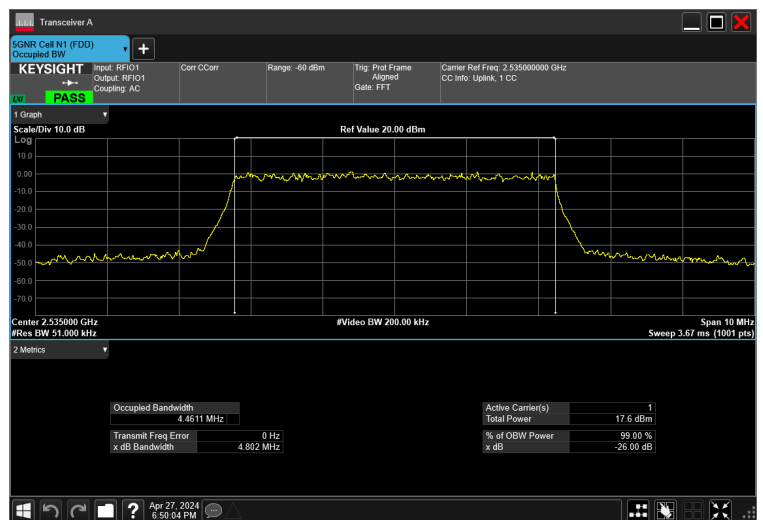 Transceiver A
5GNR Cell N1 (FDD)
Occupied BW
KEYSIGHT
LXI
PASS
Input: RFIO1
Output: RFIO1
Coupling: AC
Corr CCorr
Range: -60 dBm
Trig: Prot Frame
Aligned
Gate: FFT
Carrier Ref Freq: 2.535000000 GHz
CC Info: Uplink, 1 CC
1 Graph
Scale/Div 10.0 dB
Ref Value 20.00 dBm
Log
10.0
0.00
-10.0
-20.0
-30.0
-40.0
-50.0
-60.0
-70.0
Center 2.535000 GHz
#Video BW 200.00 kHz
Span 10 MHz
#Res BW 51.000 kHz
Sweep 3.67 ms (1001 pts)
2 Metrics
Occupied Bandwidth
4.4611 MHz
Transmit Freq Error 0 Hz
x dB Bandwidth 4.802 MHz
Active Carrier(s) 1
Total Power 17.6 dBm
% of OBW Power 99.00 %
x dB -26.00 dB
?
Apr 27, 2024
6:50:04 PM